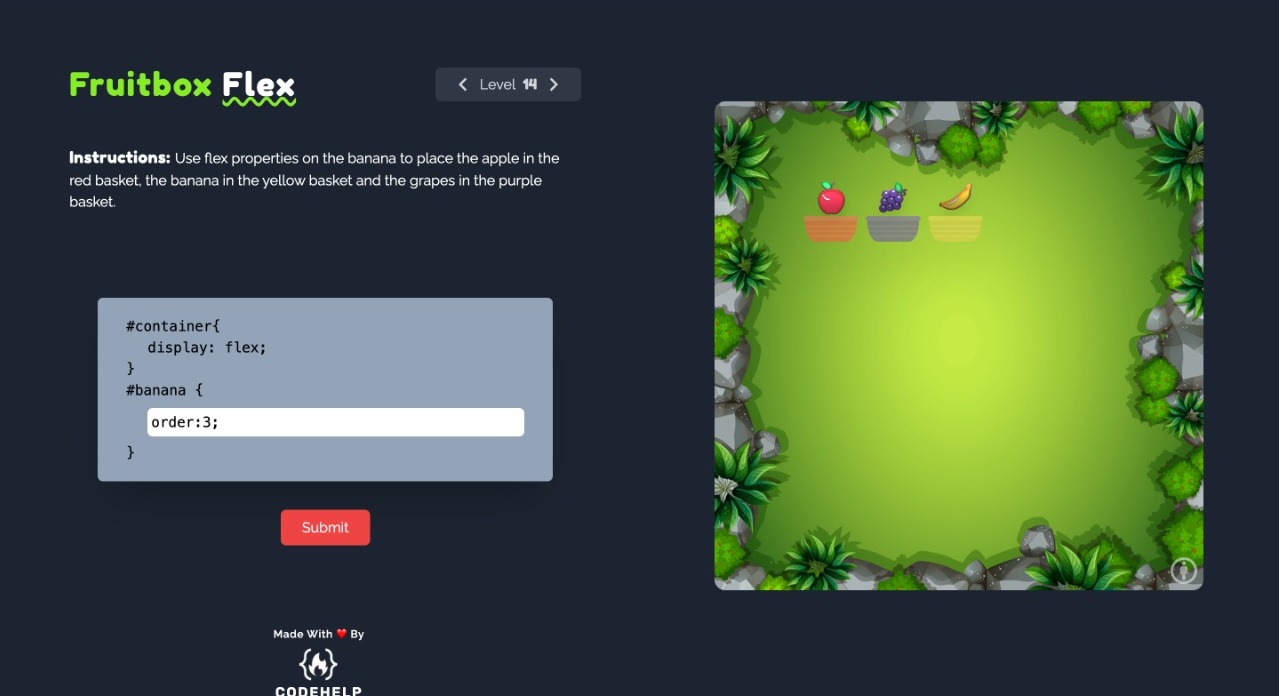 Fruitbox Flex
Level 14
Instructions: Use flex properties on the banana to place the apple in the
red basket, the banana in the yellow basket and the grapes in the purple
basket.
#container{
display: flex;
}
#banana {
order:3;
}
Submit
Made With ❤️ By
CODEHELP